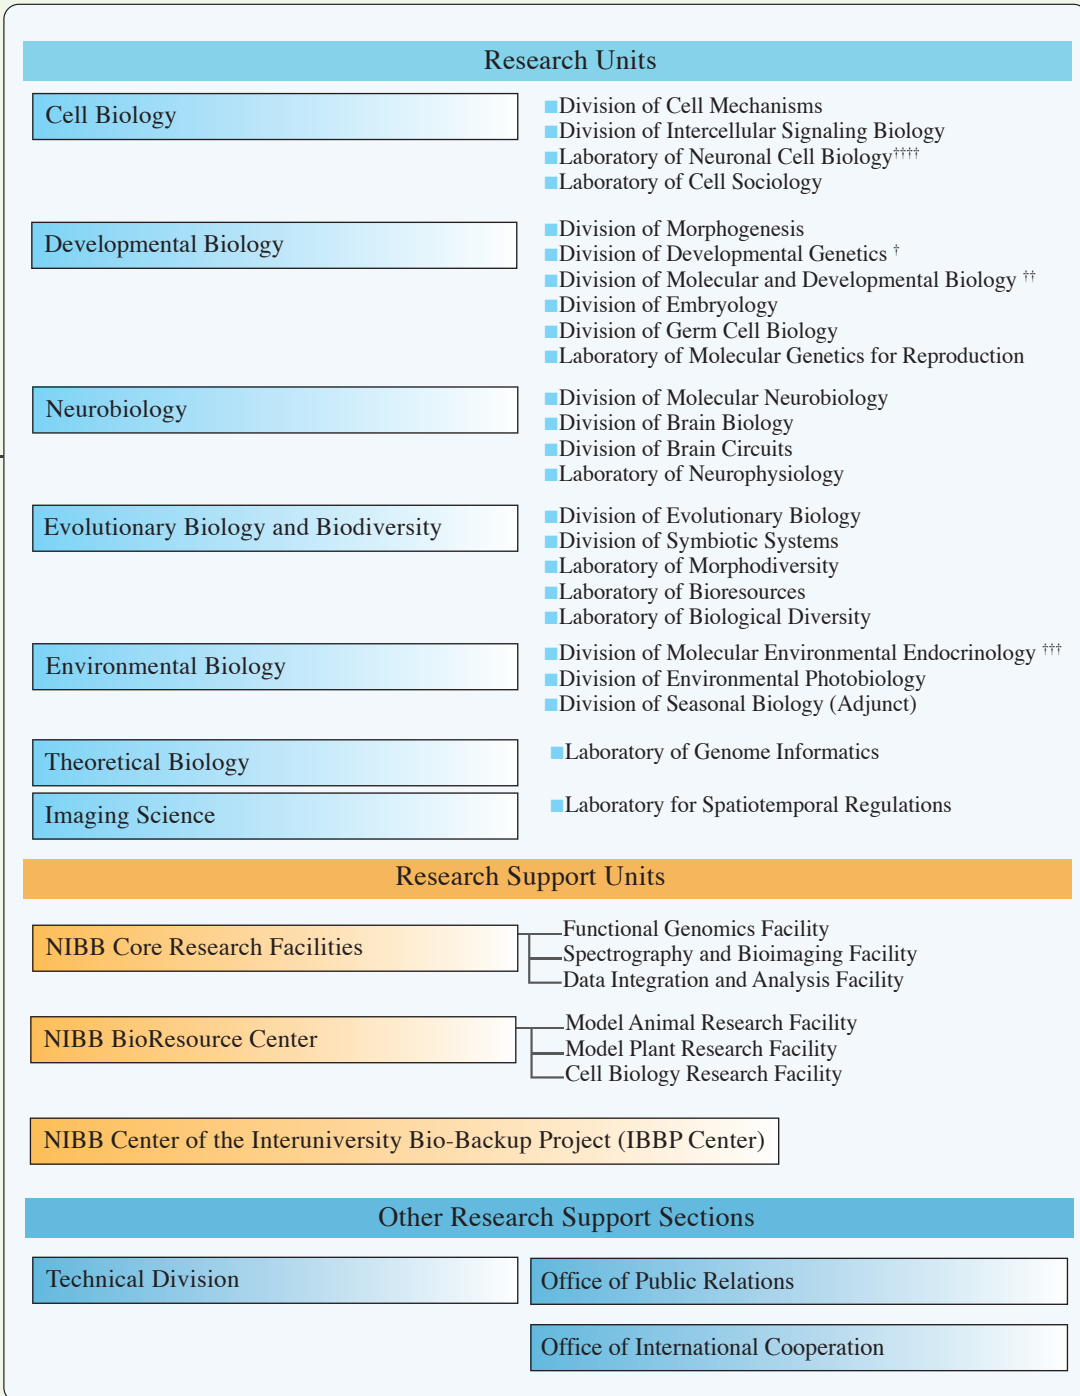 Research Units
Cell Biology
■Division of Cell Mechanisms
■Division of Intercellular Signaling Biology
■Laboratory of Neuronal Cell Biology††††
■Laboratory of Cell Sociology
Developmental Biology
■Division of Morphogenesis
■Division of Developmental Genetics †
■Division of Molecular and Developmental Biology ††
■Division of Embryology
■Division of Germ Cell Biology
■Laboratory of Molecular Genetics for Reproduction
Neurobiology
■Division of Molecular Neurobiology
■Division of Brain Biology
■Division of Brain Circuits
■Laboratory of Neurophysiology
Evolutionary Biology and Biodiversity
■Division of Evolutionary Biology
■Division of Symbiotic Systems
■Laboratory of Morphodiversity
■Laboratory of Bioresources
■Laboratory of Biological Diversity
Environmental Biology
■Division of Molecular Environmental Endocrinology †††
■Division of Environmental Photobiology
■Division of Seasonal Biology (Adjunct)
Theoretical Biology
■Laboratory of Genome Informatics
Imaging Science
■Laboratory for Spatiotemporal Regulations
Research Support Units
NIBB Core Research Facilities
Functional Genomics Facility
Spectrography and Bioimaging Facility
Data Integration and Analysis Facility
NIBB BioResource Center
Model Animal Research Facility
Model Plant Research Facility
Cell Biology Research Facility
NIBB Center of the Interuniversity Bio-Backup Project (IBBP Center)
Other Research Support Sections
Technical Division
Office of Public Relations
Office of International Cooperation